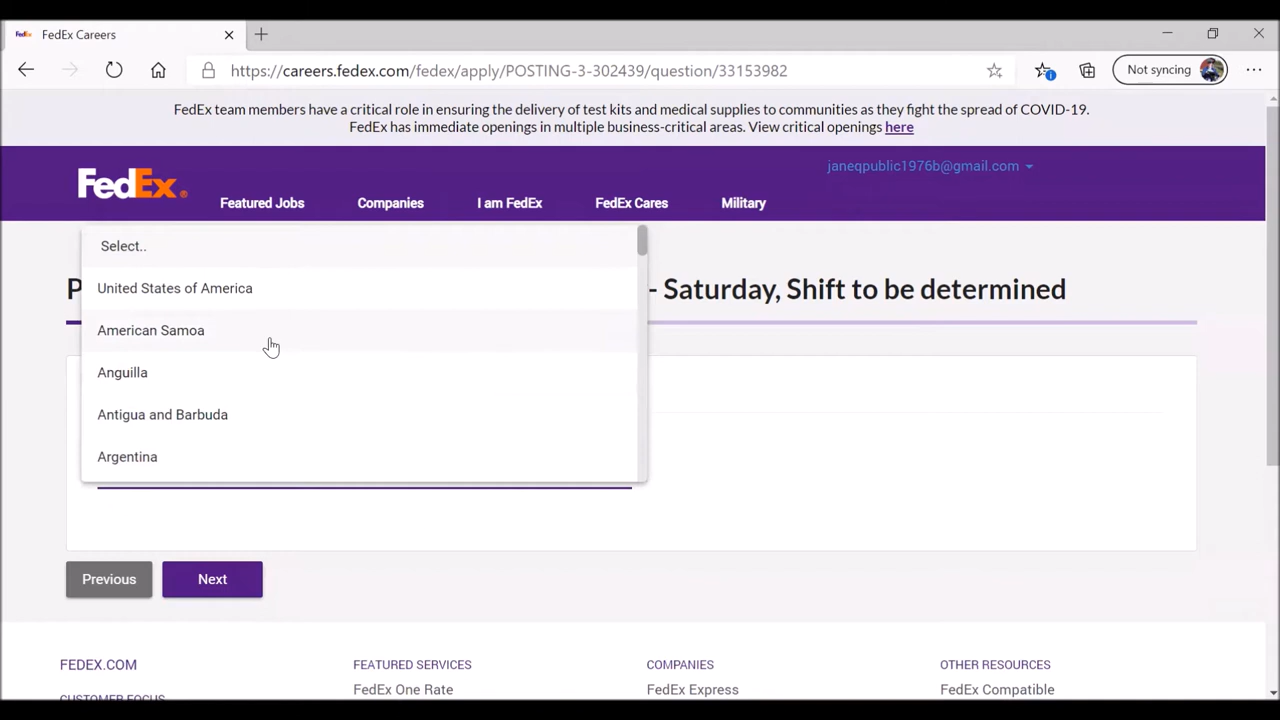 FedEx Careers
https://careers.fedex.com/fedex/apply/POSTING-3-302439/question/33153982
Not syncing
FedEx team members have a critical role in ensuring the delivery of test kits and medical supplies to communities as they fight the spread of COVID-19.
FedEx has immediate openings in multiple business-critical areas. View critical openings here
janeqpublic1976b@gmail.com
FedEx®
Featured Jobs Companies I am FedEx FedEx Cares Military
Select..
United States of America
P - Saturday, Shift to be determined
American Samoa
Anguilla
Antigua and Barbuda
Argentina
Previous Next
FEDEX.COM FEATURED SERVICES COMPANIES OTHER RESOURCES
CUSTOMER FOCUS FedEx One Rate FedEx Express FedEx Compatible